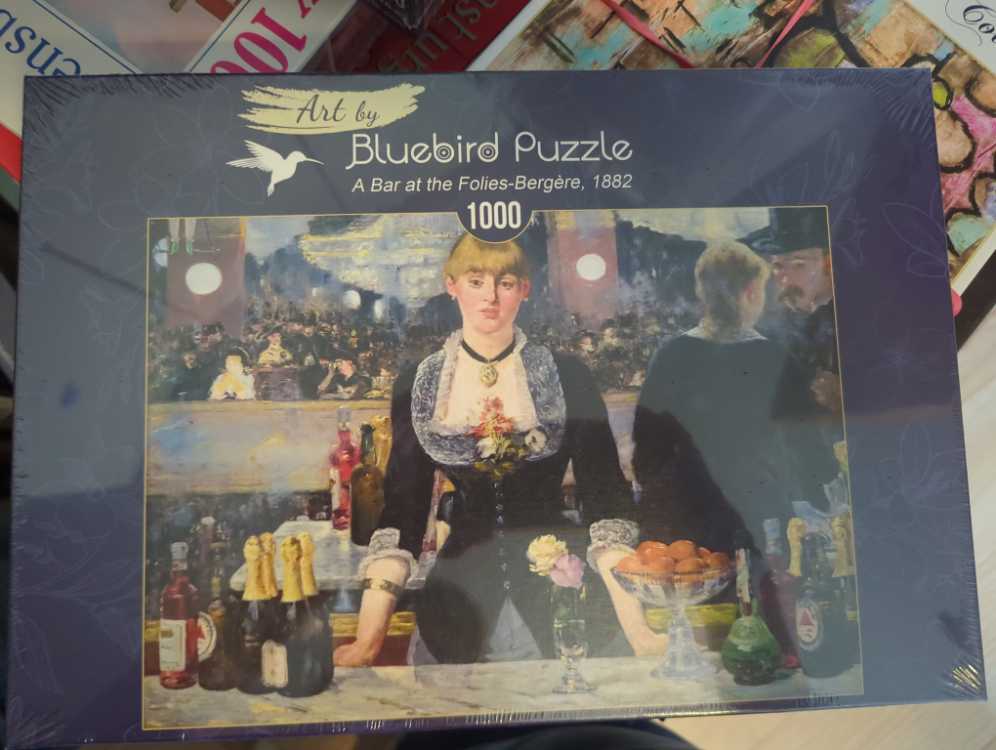 Art by
Bluebird Puzzle
A Bar at the Folies-Bergère, 1882
1000